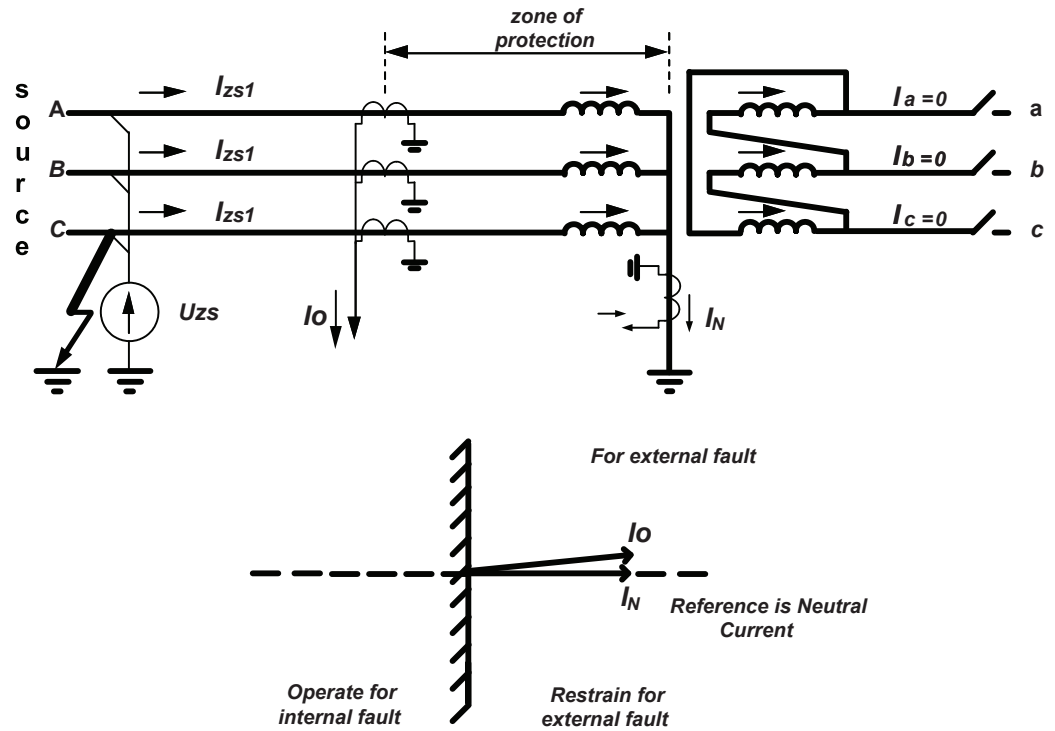 zone of
protection
source
A
Izs1
Ia=0
a
B
Izs1
Ib=0
b
C
Izs1
Ic=0
c
Uzs
Io
IN
For external fault
Io
IN
Reference is Neutral
Current
Operate for
internal fault
Restrain for
external fault